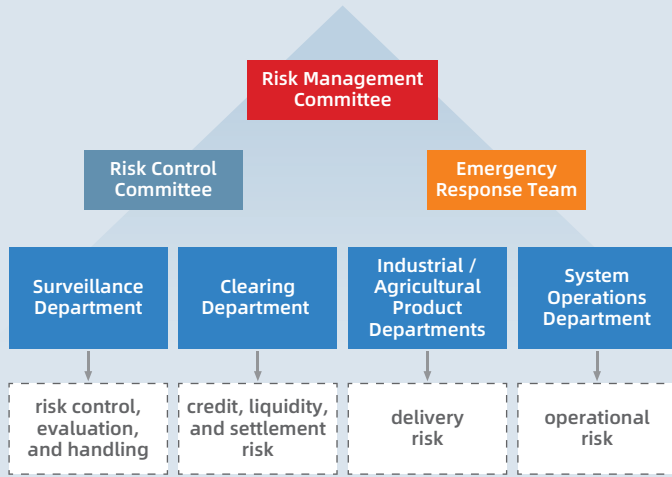 Risk Management
Committee
Risk Control
Committee
Emergency
Response Team
Surveillance
Department
Clearing
Department
Industrial /
Agricultural
Product
Departments
System
Operations
Department
risk control,
evaluation,
and handling
credit, liquidity,
and settlement
risk
delivery
risk
operational
risk